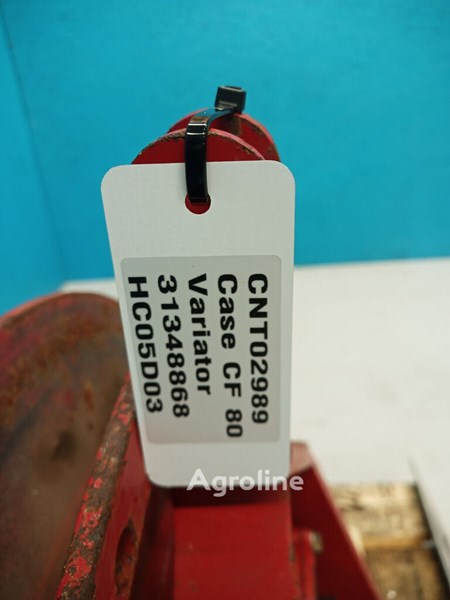 CNT02989
Case CF 80
Variator
31348868
HC05D03
Agroline